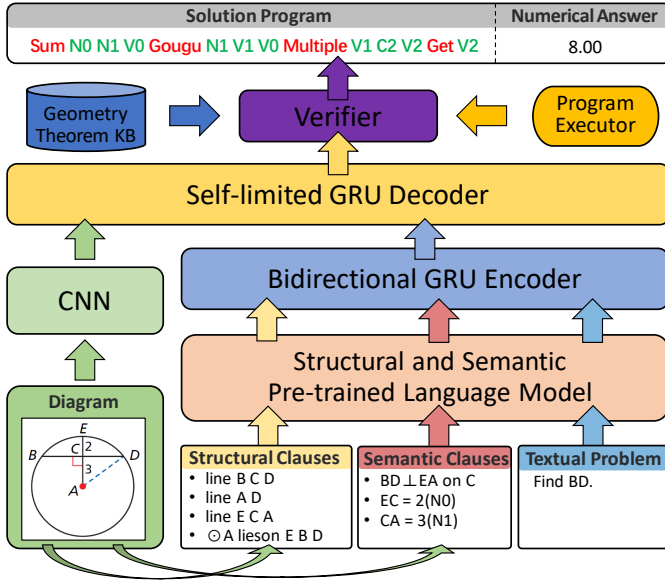 Solution Program
Numerical Answer
Sum N0 N1 V0 Gougu N1 V1 V0 Multiple V1 C2 V2 Get V2
8.00
Geometry
Theorem KB
Verifier
Program
Executor
Self-limited GRU Decoder
CNN
Bidirectional GRU Encoder
Structural and Semantic
Pre-trained Language Model
Diagram
E
2
B
C
D
3
A
Structural Clauses
• line B C D
• line A D
• line E C A
• ⊙A lieson E B D
Semantic Clauses
• BD⊥EA on C
• EC = 2(N0)
• CA = 3(N1)
Textual Problem
Find BD.